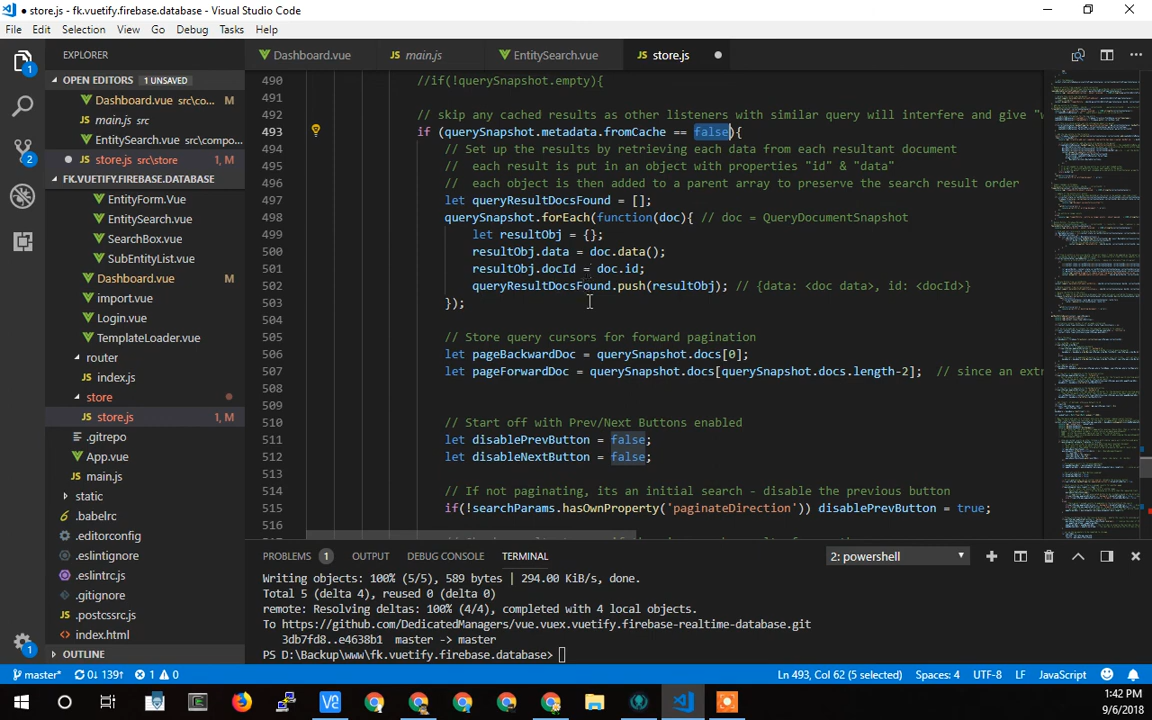 store.js - fk.vuetify.firebase.database - Visual Studio Code
File Edit Selection View Go Debug Tasks Help
EXPLORER
Dashboard.vue main.js EntitySearch.vue store.js
OPEN EDITORS 1 UNSAVED
Dashboard.vue src\co... M
main.js src
EntitySearch.vue src\compo...
store.js src\store 1, M
FK.VUETIFY.FIREBASE.DATABASE
EntityForm.Vue
EntitySearch.vue
SearchBox.vue
SubEntityList.vue
Dashboard.vue M
import.vue
Login.vue
TemplateLoader.vue
router
index.js
store
store.js 1, M
.gitrepo
App.vue
main.js
static
.babelrc
.editorconfig
.eslintignore
.eslintrc.js
.gitignore
.postcssrc.js
index.html
OUTLINE
1
2
1
490 //if(!querySnapshot.empty){
491
492 // skip any cached results as other listeners with similar query will interfere and give "
493 if (querySnapshot.metadata.fromCache == false){
494 // Set up the results by retrieving each data from each resultant document
495 // each result is put in an object with properties "id" & "data"
496 // each object is then added to a parent array to preserve the search result order
497 let queryResultDocsFound = [];
498 querySnapshot.forEach(function(doc){ // doc = QueryDocumentSnapshot
499 let resultObj = {};
500 resultObj.data = doc.data();
501 resultObj.docId = doc.id;
502 queryResultDocsFound.push(resultObj); // {data: <doc data>, id: <docId>}
503 });
504
505 // Store query cursors for forward pagination
506 let pageBackwardDoc = querySnapshot.docs[0];
507 let pageForwardDoc = querySnapshot.docs[querySnapshot.docs.length-2]; // since an extr
508
509
510 // Start off with Prev/Next Buttons enabled
511 let disablePrevButton = false;
512 let disableNextButton = false;
513
514 // If not paginating, its an initial search - disable the previous button
515 if(!searchParams.hasOwnProperty('paginateDirection')) disablePrevButton = true;
516
PROBLEMS 1 OUTPUT DEBUG CONSOLE TERMINAL 2: powershell
Writing objects: 100% (5/5), 589 bytes | 294.00 KiB/s, done.
Total 5 (delta 4), reused 0 (delta 0)
remote: Resolving deltas: 100% (4/4), completed with 4 local objects.
To https://github.com/DedicatedManagers/vue.vuex.vuetify.firebase-realtime-database.git
3db7fd8..e4638b1 master -> master
PS D:\Backup\www\fk.vuetify.firebase.database>
master* 0↓ 139↑ 1 0 Ln 493, Col 62 (5 selected) Spaces: 4 UTF-8 LF JavaScript
1:42 PM
9/6/2018